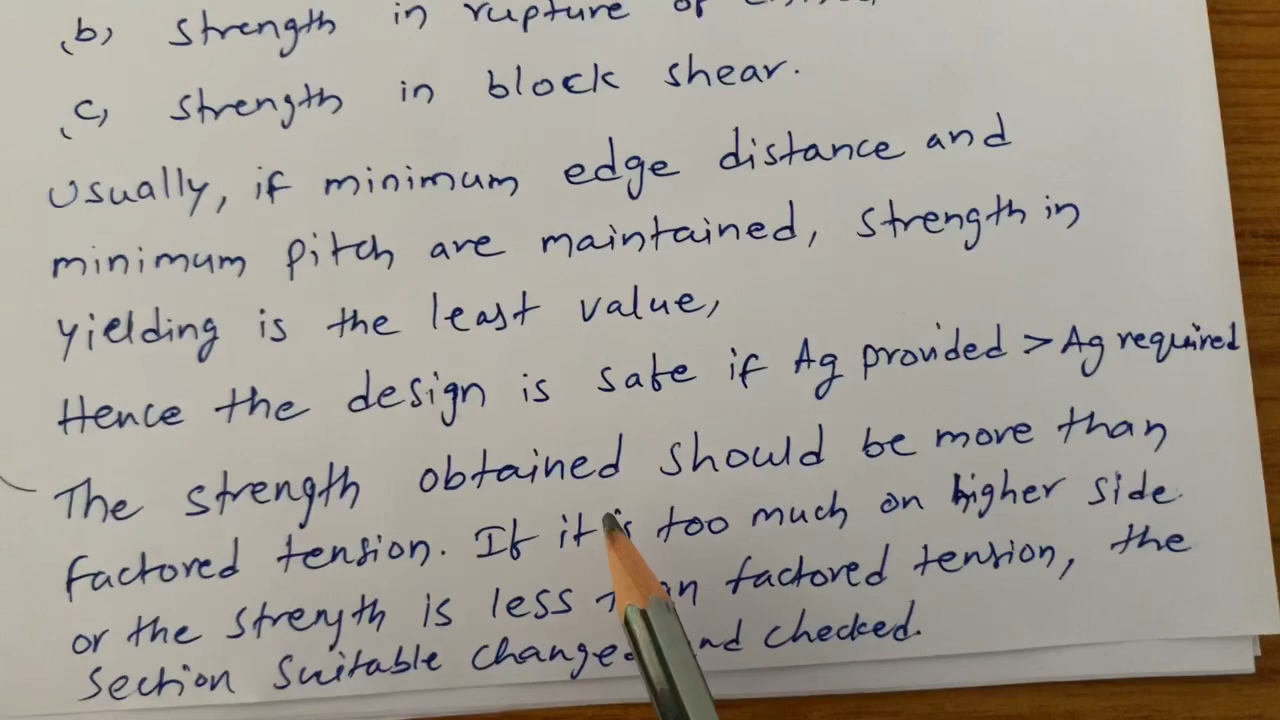 (b) strength in rupture of
(c) strength in block shear.
Usually, if minimum edge distance and
minimum pitch are maintained, strength in
yielding is the least value,
Hence the design is safe if Ag provided > Ag required
The strength obtained should be more than
factored tension. If it is too much on higher side
or the strength is less factored tension, the
section suitable changed and checked.